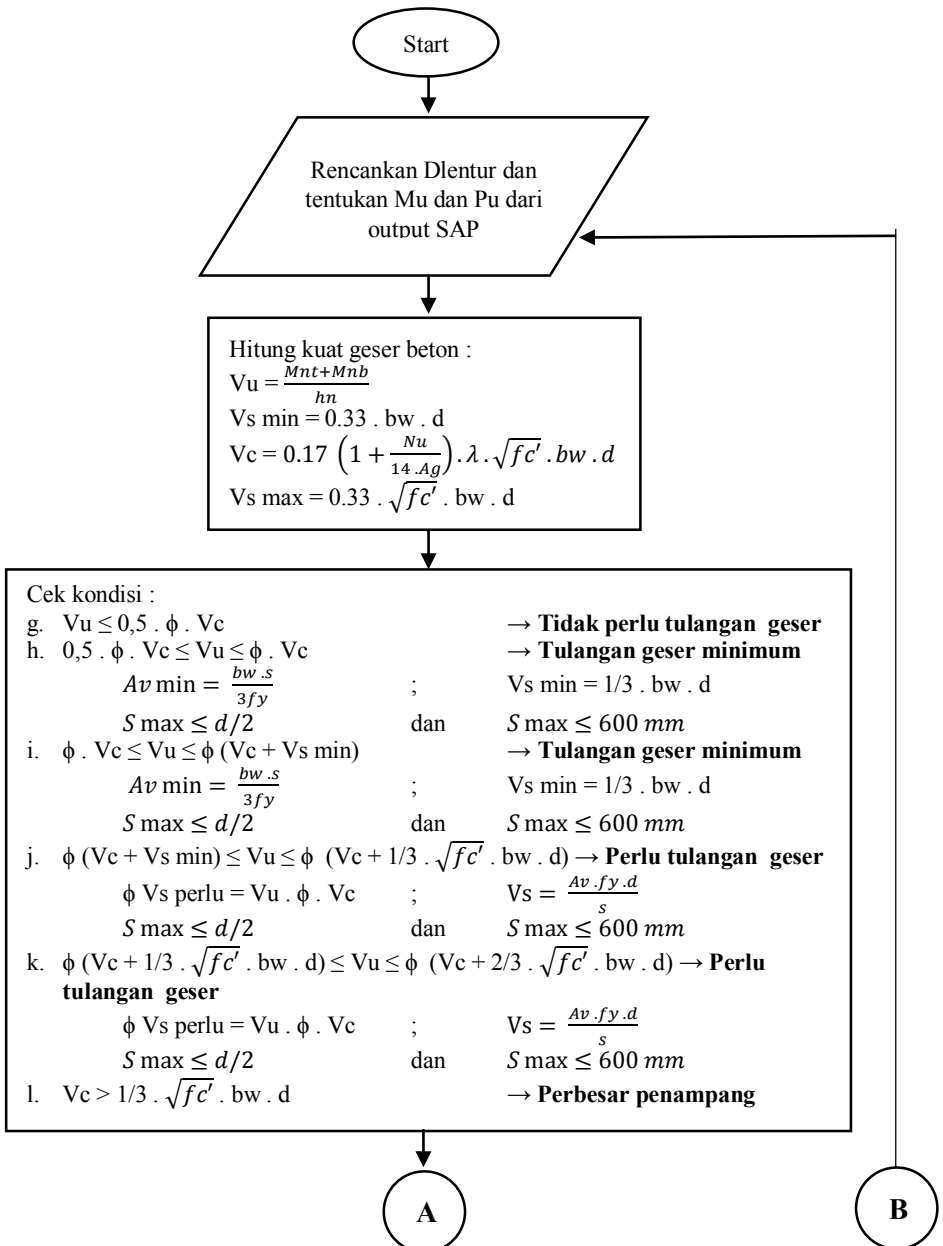 Start
Rencankan Dlentur dan
tentukan Mu dan Pu dari
output SAP
Hitung kuat geser beton :
Vu = \frac{Mnt+Mnb}{hn}
Vs min = 0.33 . bw . d
Vc = 0.17 (1 + \frac{Nu}{14 .Ag}) . λ . √fc′ . bw . d
Vs max = 0.33 . √fc′ . bw . d
Cek kondisi :
g. Vu ≤ 0,5 . ϕ . Vc → Tidak perlu tulangan geser
h. 0,5 . ϕ . Vc ≤ Vu ≤ ϕ . Vc → Tulangan geser minimum
Av min = \frac{bw .s}{3fy} ; Vs min = 1/3 . bw . d
S max ≤ d/2 dan S max ≤ 600 mm
i. ϕ . Vc ≤ Vu ≤ ϕ (Vc + Vs min) → Tulangan geser minimum
Av min = \frac{bw .s}{3fy} ; Vs min = 1/3 . bw . d
S max ≤ d/2 dan S max ≤ 600 mm
j. ϕ (Vc + Vs min) ≤ Vu ≤ ϕ (Vc + 1/3 . √fc′ . bw . d) → Perlu tulangan geser
ϕ Vs perlu = Vu . ϕ . Vc ; Vs = \frac{Av .fy .d}{s}
S max ≤ d/2 dan S max ≤ 600 mm
k. ϕ (Vc + 1/3 . √fc′ . bw . d) ≤ Vu ≤ ϕ (Vc + 2/3 . √fc′ . bw . d) → Perlu
tulangan geser
ϕ Vs perlu = Vu . ϕ . Vc ; Vs = \frac{Av .fy .d}{s}
S max ≤ d/2 dan S max ≤ 600 mm
l. Vc > 1/3 . √fc′ . bw . d → Perbesar penampang
A
B